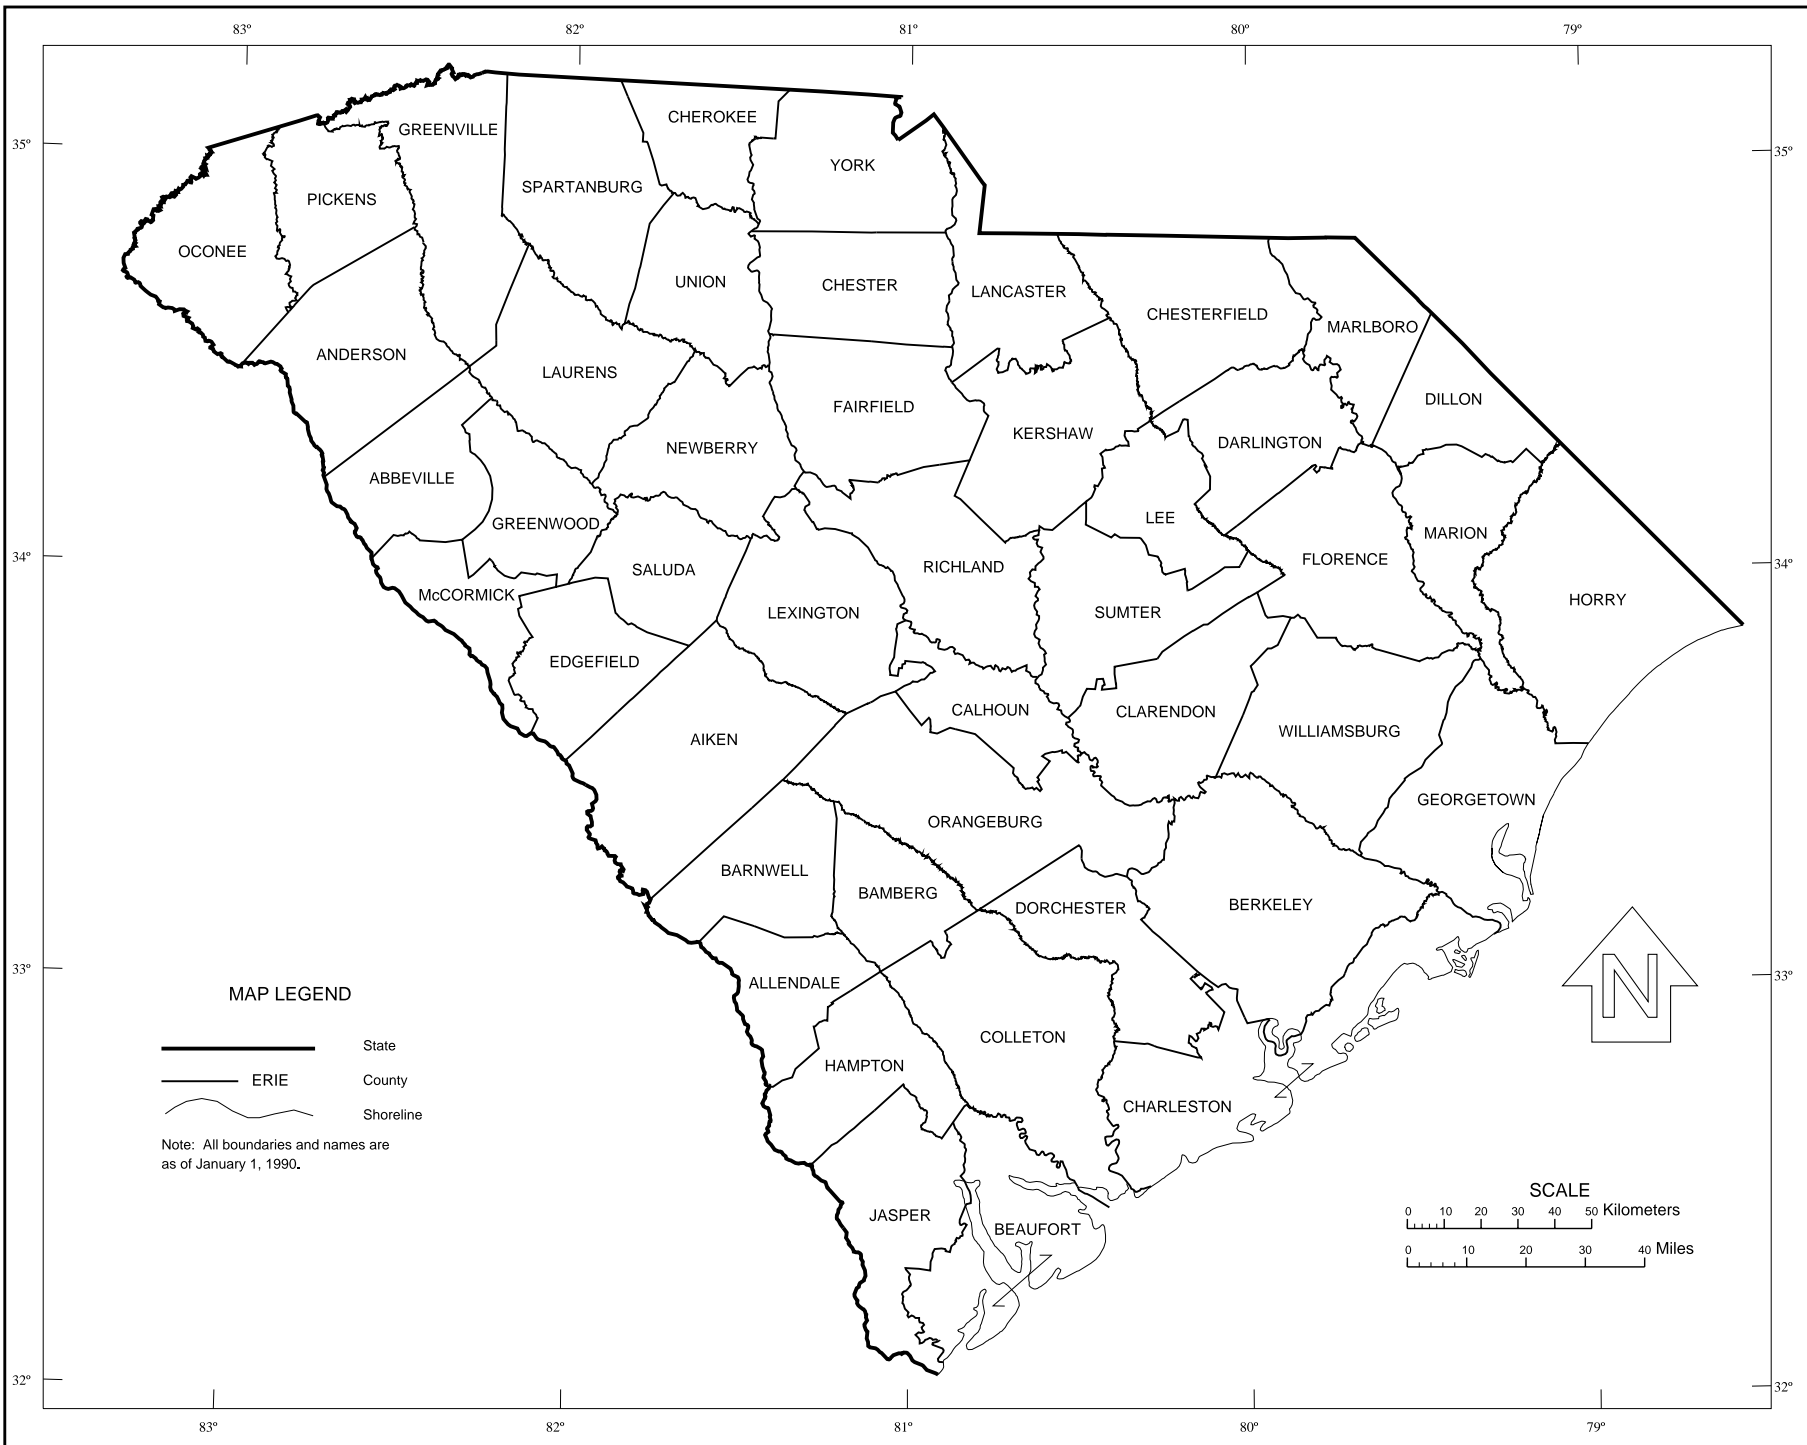 83º 82º 81º 80º 79º
35º 35º
CHEROKEE
GREENVILLE
YORK
SPARTANBURG
PICKENS
OCONEE
UNION
CHESTER
LANCASTER
CHESTERFIELD
MARLBORO
ANDERSON
LAURENS
DILLON
FAIRFIELD
KERSHAW
DARLINGTON
NEWBERRY
ABBEVILLE
LEE
GREENWOOD
MARION
34º 34º
FLORENCE
RICHLAND
SALUDA
McCORMICK
HORRY
LEXINGTON
SUMTER
EDGEFIELD
CALHOUN
CLARENDON
WILLIAMSBURG
AIKEN
GEORGETOWN
ORANGEBURG
BARNWELL
BAMBERG
BERKELEY
DORCHESTER
33º 33º
ALLENDALE
COLLETON
HAMPTON
CHARLESTON
JASPER
BEAUFORT
N
MAP LEGEND
State
ERIE County
Shoreline
Note: All boundaries and names are
as of January 1, 1990.
SCALE
0 10 20 30 40 50 Kilometers
0 10 20 30 40 Miles
32º 32º
83º 82º 81º 80º 79º